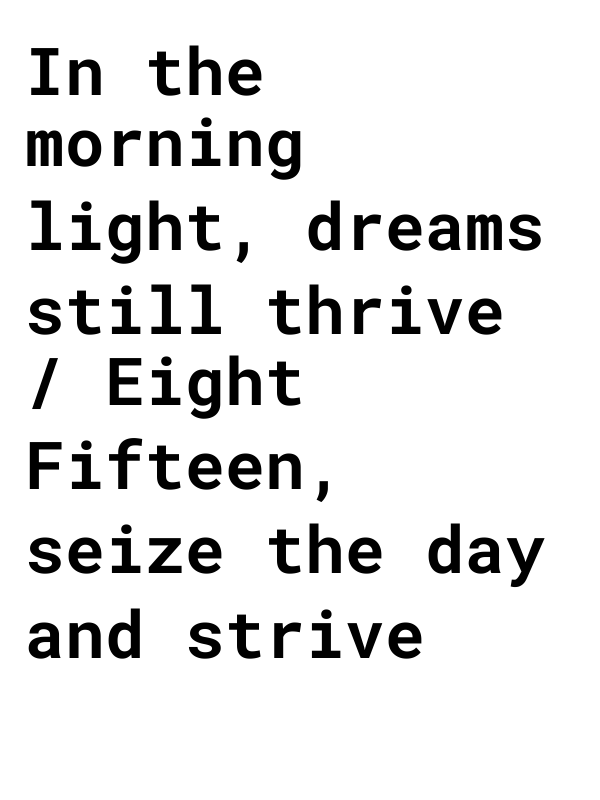 In the
morning
light, dreams
still thrive
/ Eight
Fifteen,
seize the day
and strive